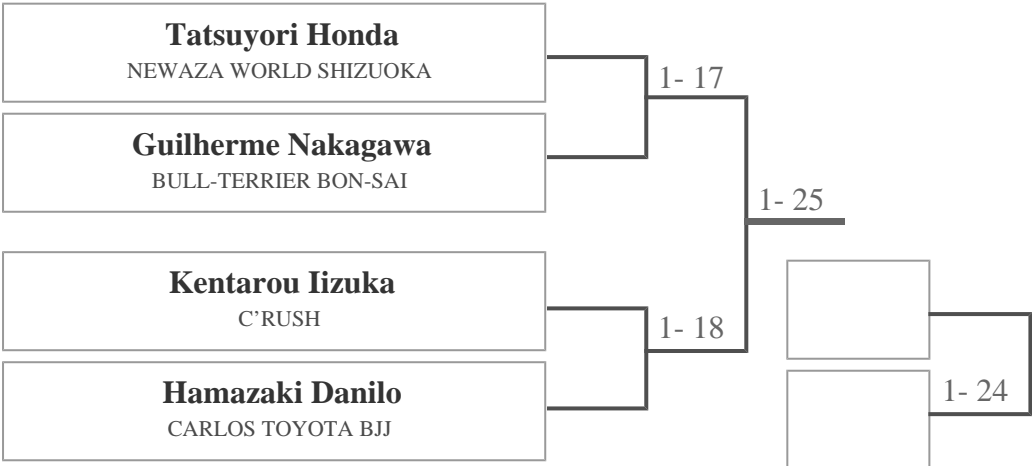 Tatsuyori Honda
NEWAZA WORLD SHIZUOKA
1- 17
Guilherme Nakagawa
BULL-TERRIER BON-SAI
1- 25
Kentarou Iizuka
C’RUSH
1- 18
Hamazaki Danilo
CARLOS TOYOTA BJJ
1- 24